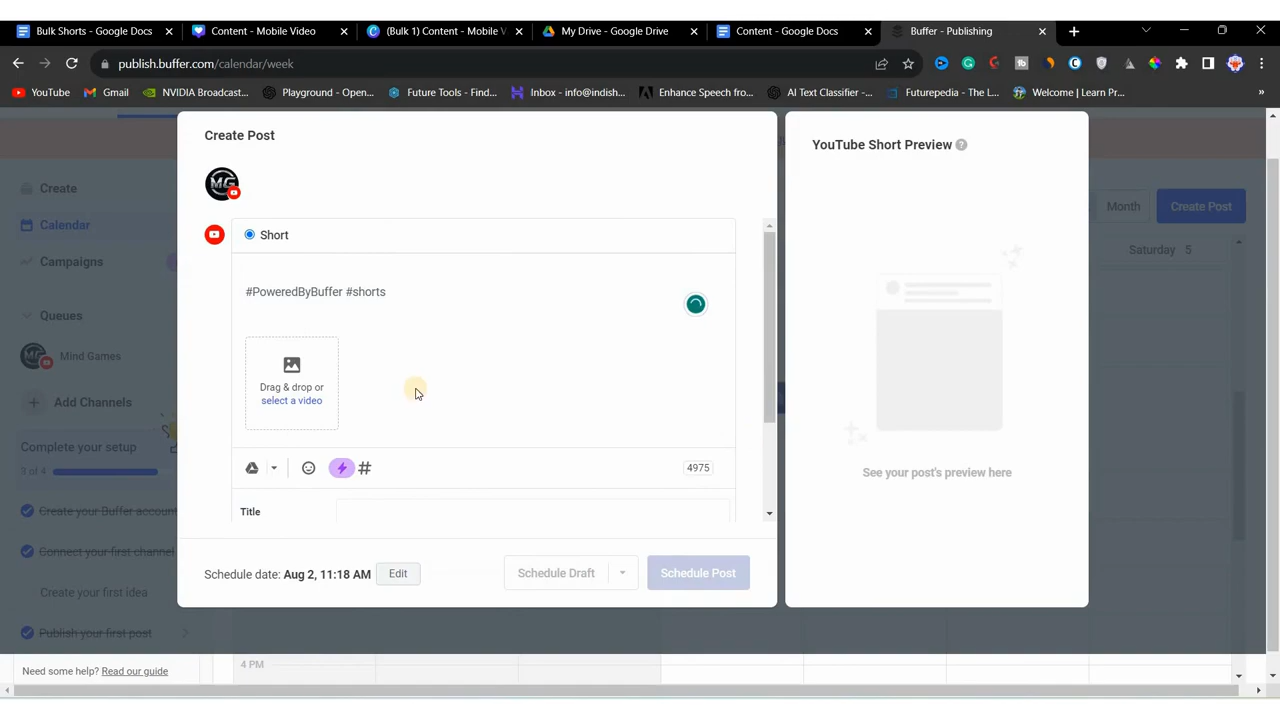 Bulk Shorts - Google Docs
Content - Mobile Video
(Bulk 1) Content - Mobile V
My Drive - Google Drive
Content - Google Docs
Buffer - Publishing
publish.buffer.com/calendar/week
YouTube
Gmail
NVIDIA Broadcast...
Playground - Open...
Future Tools - Find...
Inbox - info@indish...
Enhance Speech fro...
AI Text Classifier -...
Futurepedia - The L...
Welcome | Learn Pr...
Create Post
YouTube Short Preview
Create
Calendar
Campaigns
Queues
Mind Games
Add Channels
Complete your setup
3 of 4
Create your Buffer account
Connect your first channel
Create your first idea
Publish your first post
Need some help? Read our guide
MG
Short
#PoweredByBuffer #shorts
Drag & drop or
select a video
4975
Title
Schedule date: Aug 2, 11:18 AM
Edit
Schedule Draft
Schedule Post
See your post's preview here
Month
Create Post
Saturday 5
4 PM